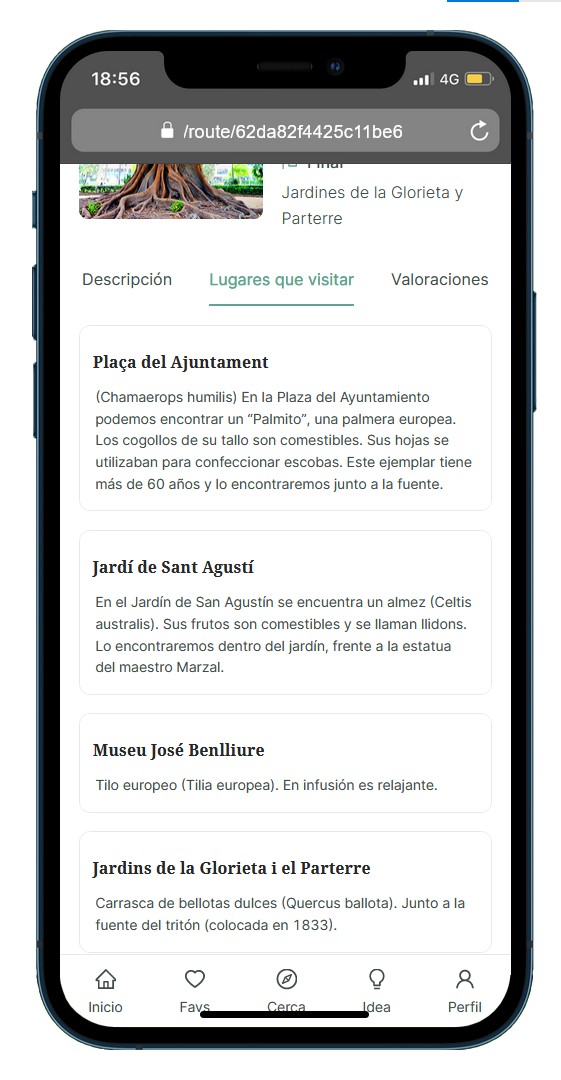 18:56
4G
/route/62da82f4425c11be6
Final
Jardines de la Glorieta y
Parterre
Descripción
Lugares que visitar
Valoraciones
Plaça del Ajuntament
(Chamaerops humilis) En la Plaza del Ayuntamiento
podemos encontrar un “Palmito”, una palmera europea.
Los cogollos de su tallo son comestibles. Sus hojas se
utilizaban para confeccionar escobas. Este ejemplar tiene
más de 60 años y lo encontraremos junto a la fuente.
Jardí de Sant Agustí
En el Jardín de San Agustín se encuentra un almez (Celtis
australis). Sus frutos son comestibles y se llaman llidons.
Lo encontraremos dentro del jardín, frente a la estatua
del maestro Marzal.
Museu José Benlliure
Tilo europeo (Tilia europea). En infusión es relajante.
Jardins de la Glorieta i el Parterre
Carrasca de bellotas dulces (Quercus ballota). Junto a la
fuente del tritón (colocada en 1833).
Inicio
Favs
Cerca
Idea
Perfil